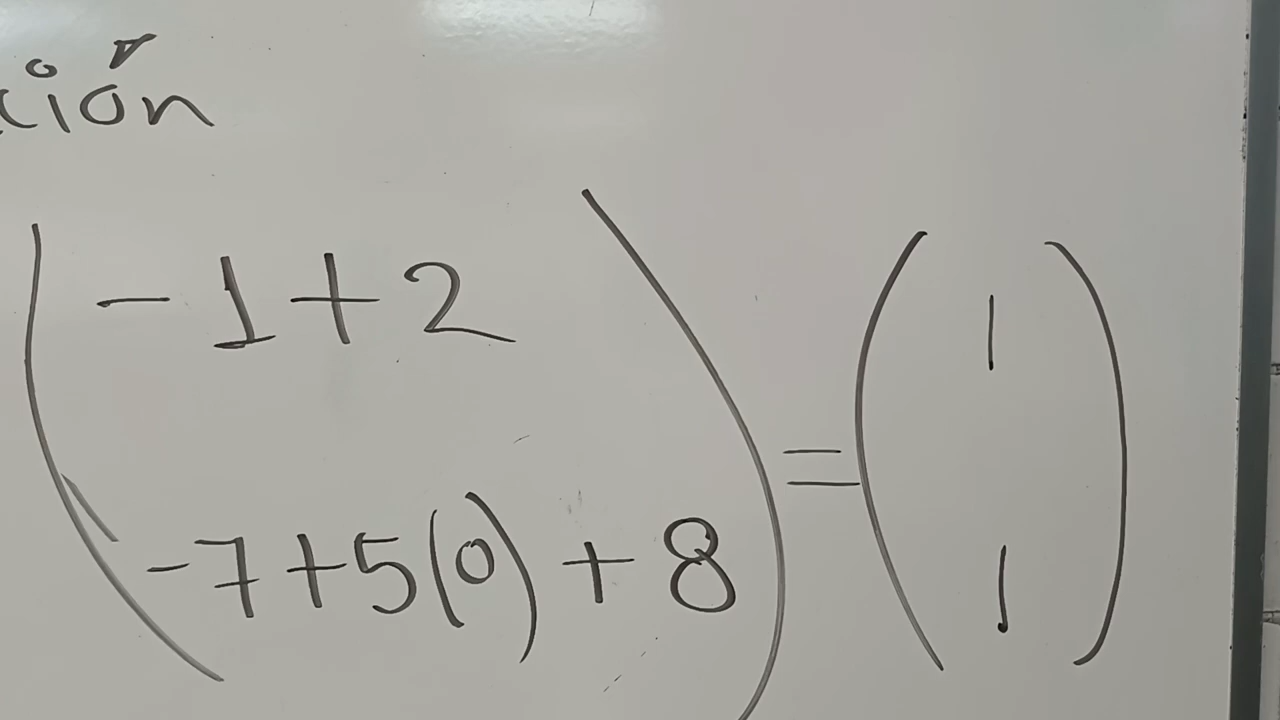 ción
( -1+2
-7+5(0)+8 ) = ( 1
1 )